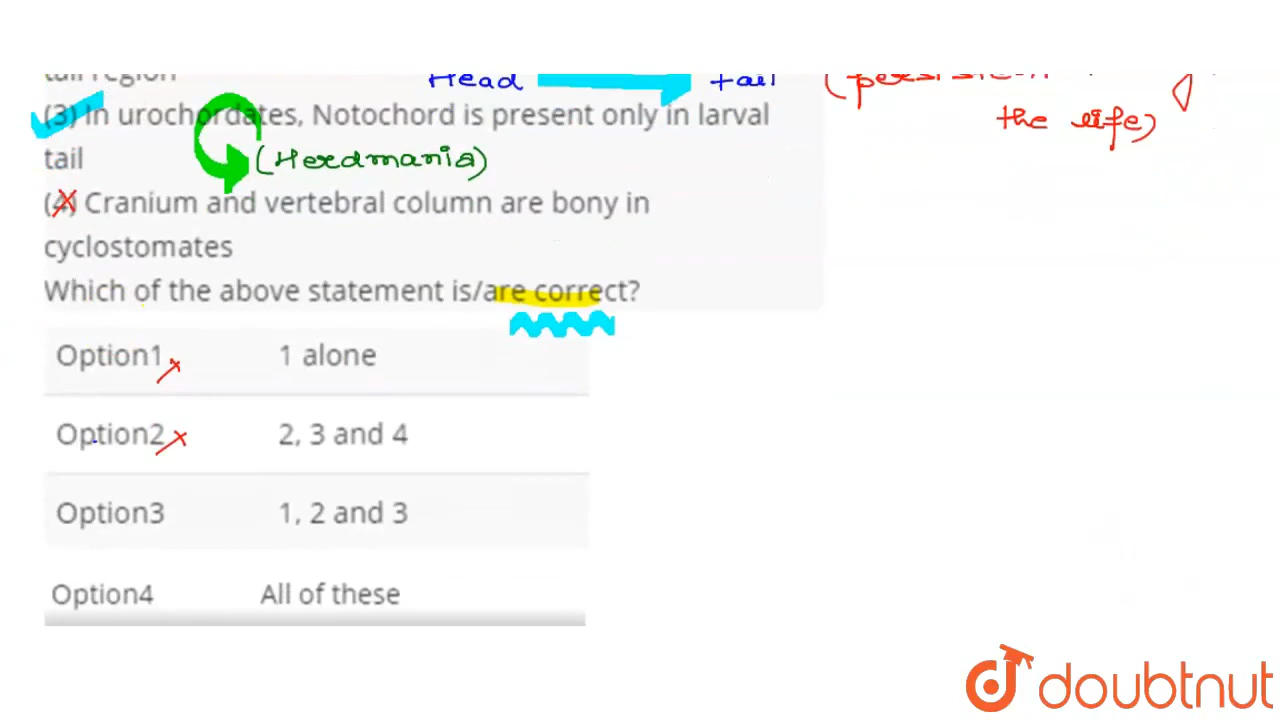 tail region
Head tail
(3) In urochordates, Notochord is present only in larval
the life)
tail
(Herdmania)
(4) Cranium and vertebral column are bony in
cyclostomates
Which of the above statement is/are correct?
Option1 1 alone
Option2 2, 3 and 4
Option3 1, 2 and 3
Option4 All of these
doubtnut